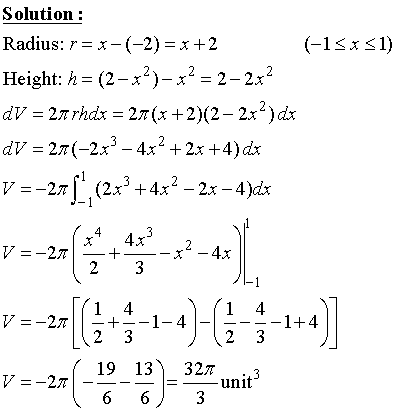 Solution :
Radius: r = x − (−2) = x + 2 (−1 ≤ x ≤ 1)
Height: h = (2 − x²) − x² = 2 − 2x²
dV = 2πrhdx = 2π(x + 2)(2 − 2x²)dx
dV = 2π(−2x³ − 4x² + 2x + 4)dx
V = −2π∫₋₁¹(2x³ + 4x² − 2x − 4)dx
V = −2π(x⁴/2 + 4x³/3 − x² − 4x)|₋₁¹
V = −2π[(1/2 + 4/3 − 1 − 4) − (1/2 − 4/3 − 1 + 4)]
V = −2π(−19/6 − 13/6) = 32π/3 unit³